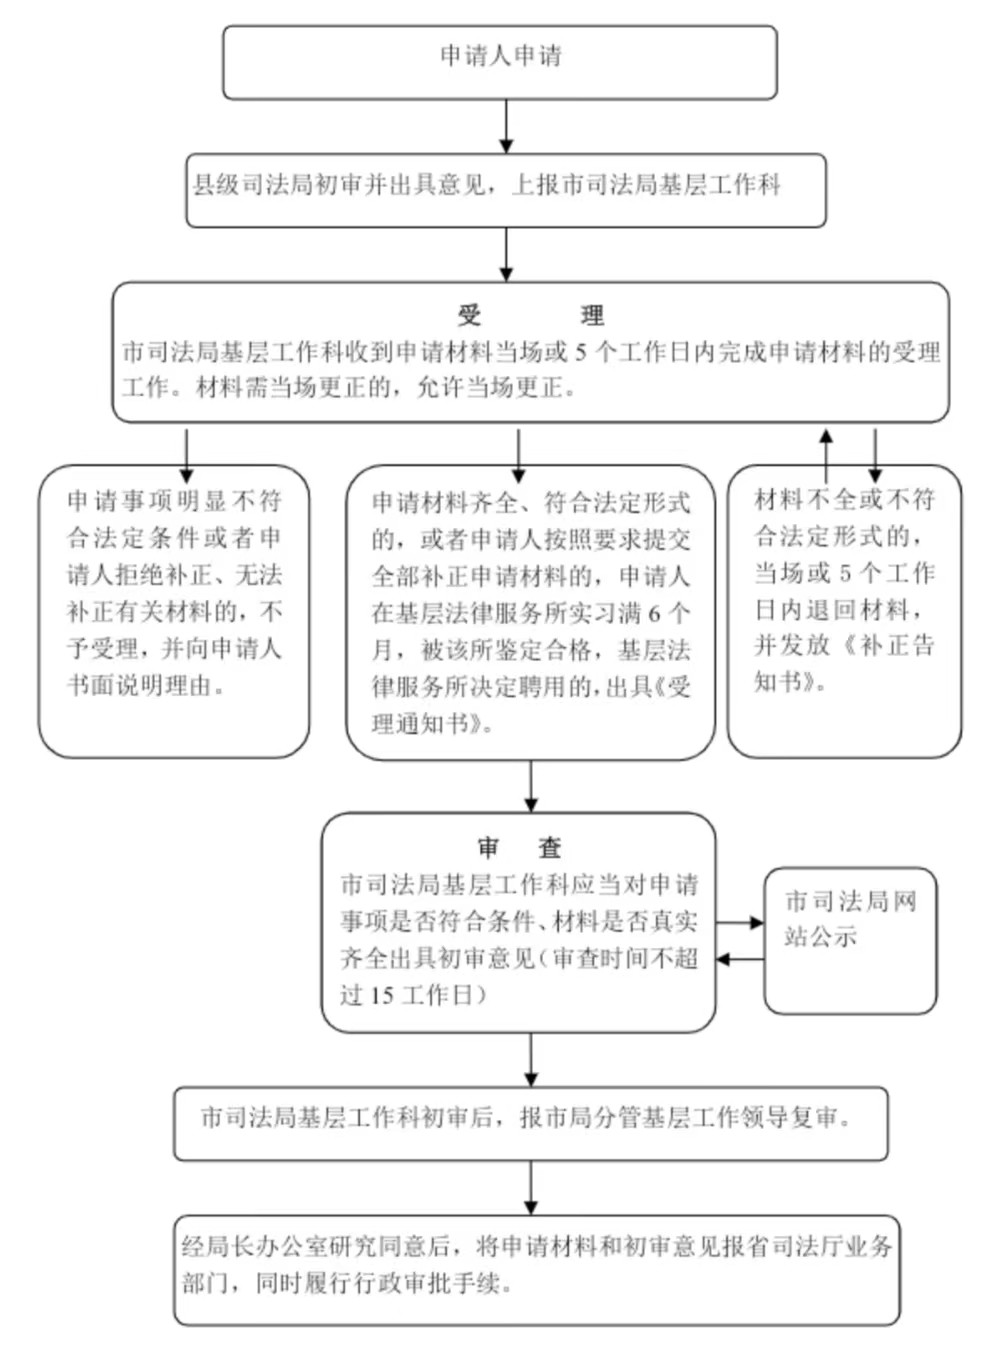 申请人申请
县级司法局初审并出具意见，上报市司法局基层工作科
受 理
市司法局基层工作科收到申请材料当场或 5 个工作日内完成申请材料的受理
工作。材料需当场更正的，允许当场更正。
申请事项明显不符
合法定条件或者申
请人拒绝补正、无法
补正有关材料的，不
予受理，并向申请人
书面说明理由。
申请材料齐全、符合法定形式
的，或者申请人按照要求提交
全部补正申请材料的，申请人
在基层法律服务所实习满 6 个
月，被该所鉴定合格，基层法
律服务所决定聘用的，出具《受
理通知书》。
材料不全或不符
合法定形式的，
当场或 5 个工作
日内退回材料，
并发放《补正告
知书》。
审 查
市司法局基层工作科应当对申请
事项是否符合条件、材料是否真实
齐全出具初审意见（审查时间不超
过 15 工作日）
市司法局网
站公示
市司法局基层工作科初审后，报市局分管基层工作领导复审。
经局长办公室研究同意后，将申请材料和初审意见报省司法厅业务
部门，同时履行行政审批手续。